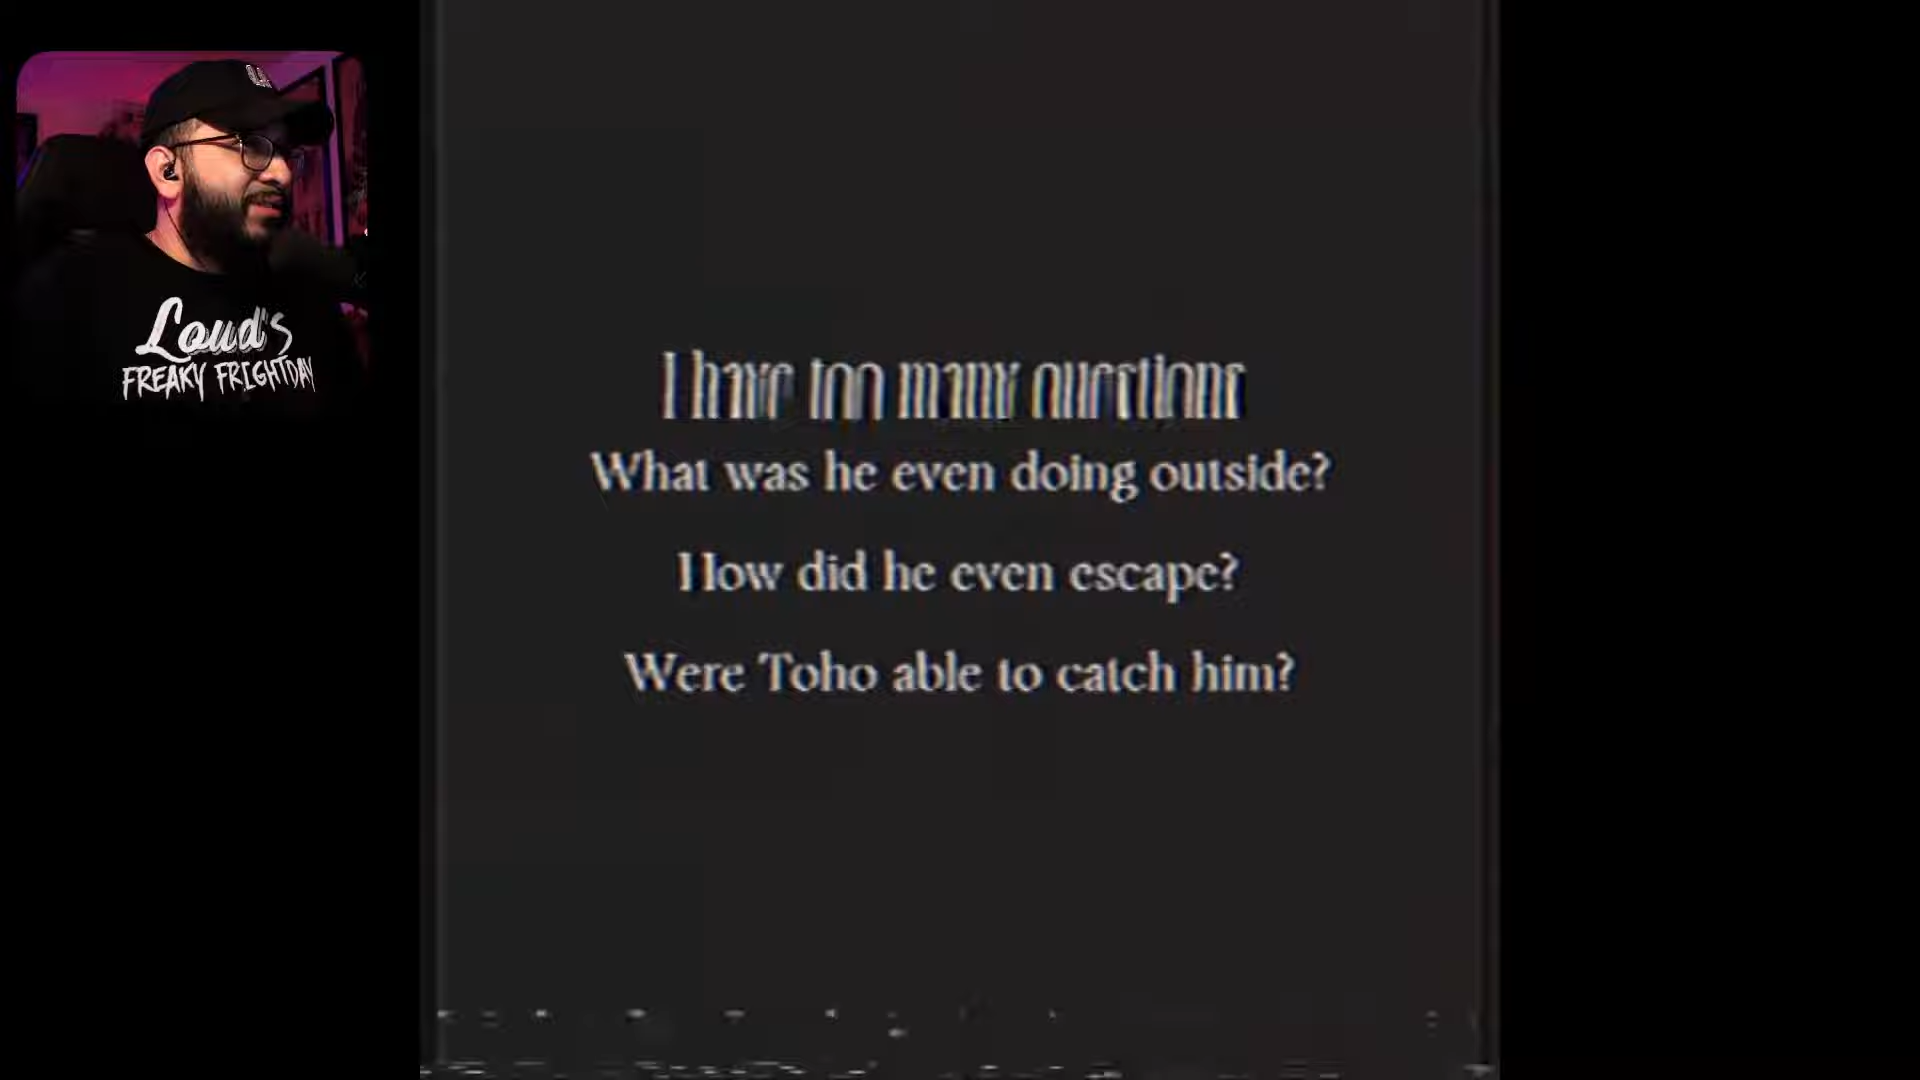 Loud's
FREAKY FRIGHTDAY
I have too many questions
What was he even doing outside?
How did he even escape?
Were Toho able to catch him?